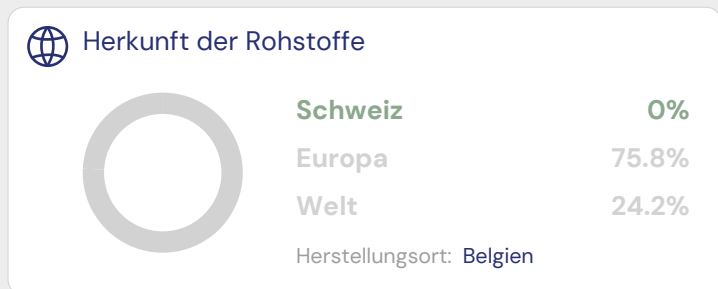 Herkunft der Rohstoffe
Schweiz 0%
Europa 75.8%
Welt 24.2%
Herstellungsort: Belgien